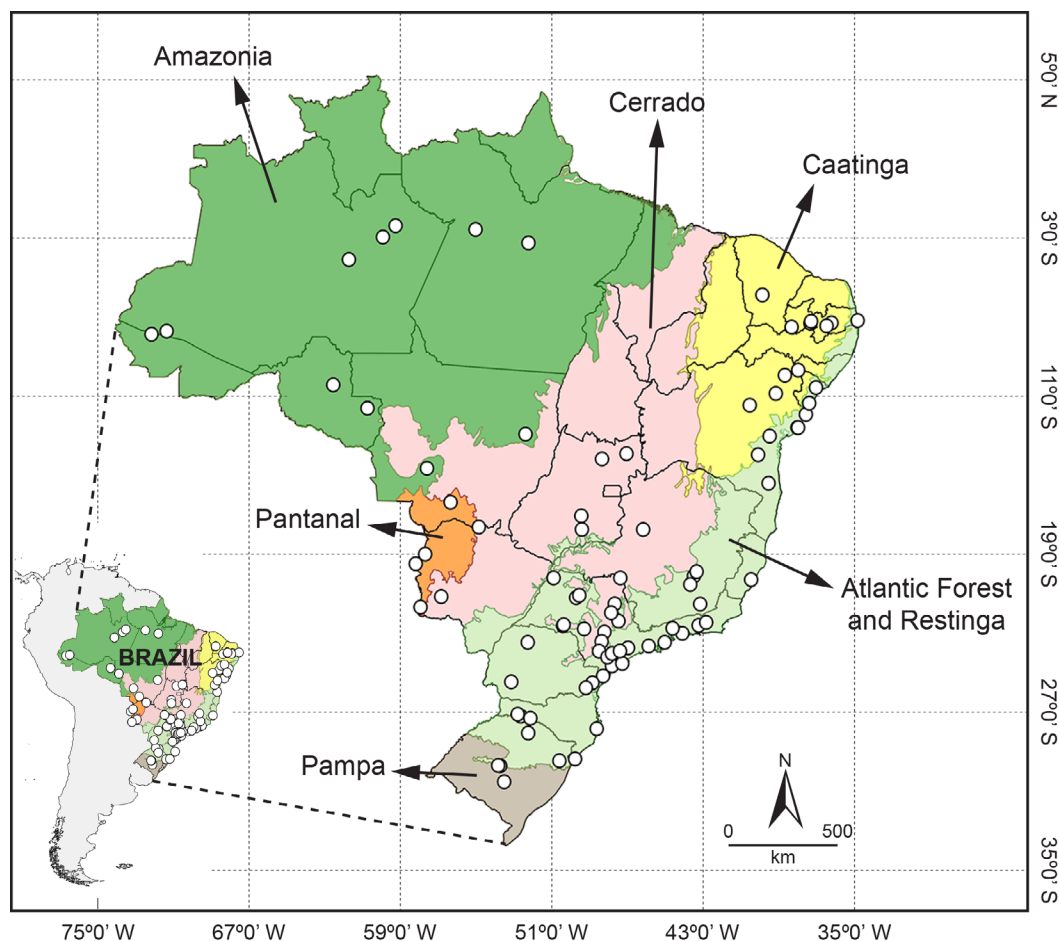 Amazonia
Cerrado
Caatinga
Pantanal
Atlantic Forest
and Restinga
BRAZIL
Pampa
N
0 500
km
5º0' N
3º0' S
11º0' S
19º0' S
27º0' S
35º0' S
75º0' W 67º0' W 59º0' W 51º0' W 43º0' W 35º0' W